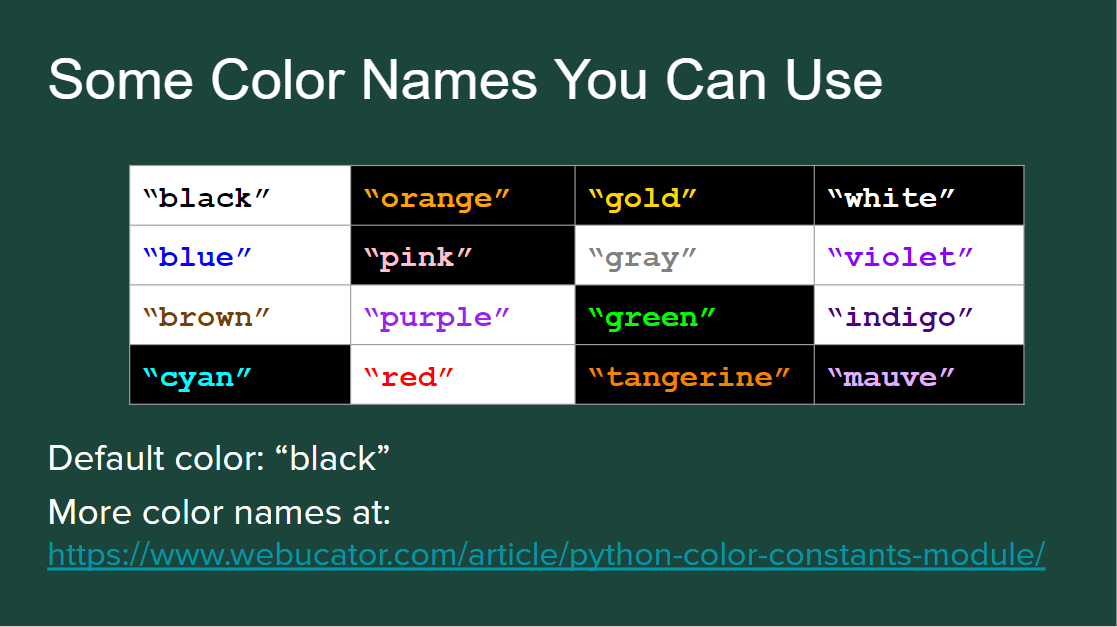 Some Color Names You Can Use
“black” “orange” “gold” “white”
“blue” “pink” “gray” “violet”
“brown” “purple” “green” “indigo”
“cyan” “red” “tangerine” “mauve”
Default color: “black”
More color names at:
https://www.webucator.com/article/python-color-constants-module/